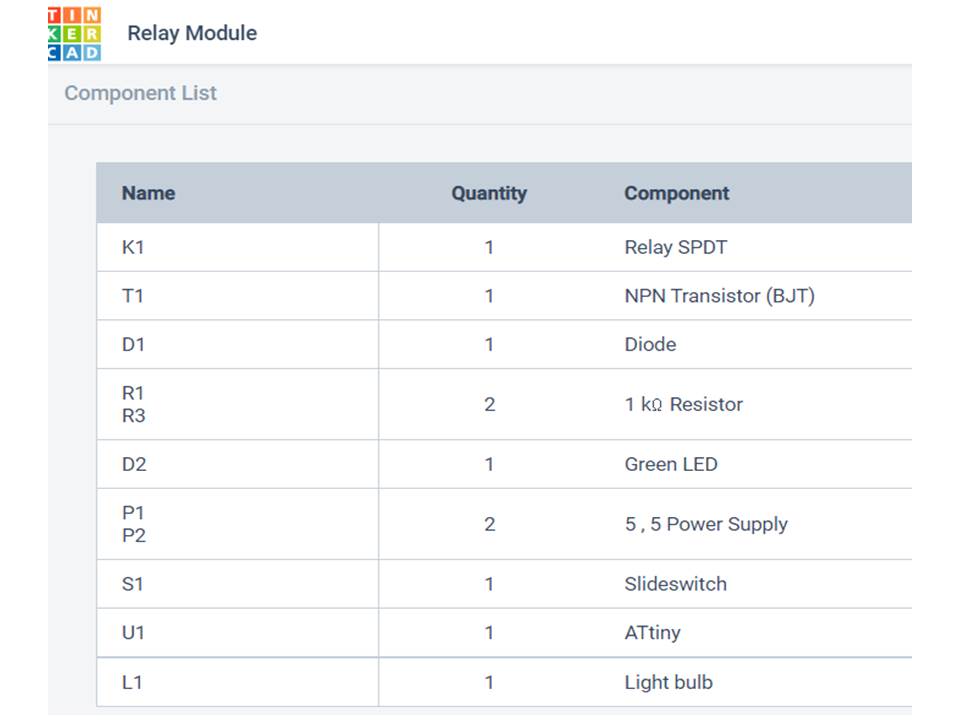 TIN
KER
CAD
Relay Module
Component List
Name Quantity Component
K1 1 Relay SPDT
T1 1 NPN Transistor (BJT)
D1 1 Diode
R1
R3 2 1 kΩ Resistor
D2 1 Green LED
P1
P2 2 5 , 5 Power Supply
S1 1 Slideswitch
U1 1 ATtiny
L1 1 Light bulb